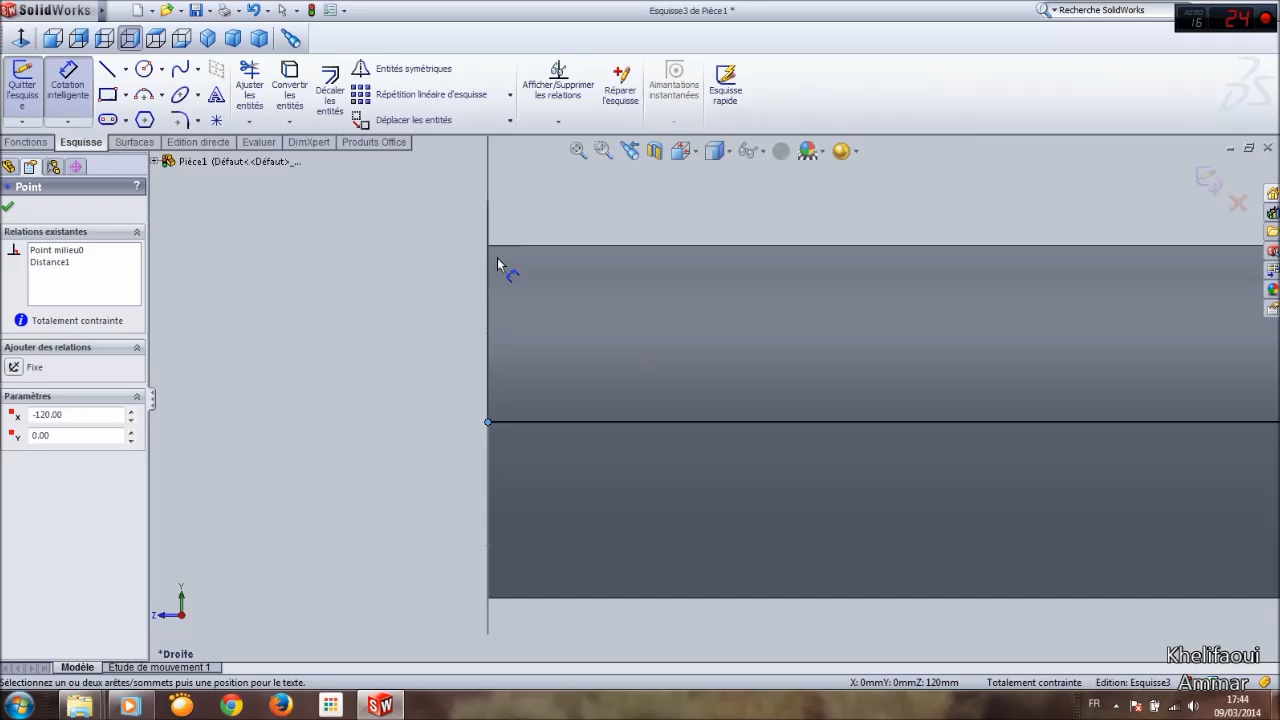 SolidWorks
Esquisse3 de Pièce1 *
Recherche SolidWorks
16
24
Quitter l'esquisse
Cotation intelligente
Ajuster les entités
Convertir les entités
Décaler les entités
Entités symétriques
Répétition linéaire d'esquisse
Déplacer les entités
Afficher/Supprimer les relations
Réparer l'esquisse
Aimantations instantanées
Esquisse rapide
Fonctions
Esquisse
Surfaces
Edition directe
Evaluer
DimXpert
Produits Office
Pièce1 (Défaut<<Défaut>_...
Point
?
Relations existantes
Point milieu0
Distance1
Totalement contrainte
Ajouter des relations
Fixe
Paramètres
X -120.00
Y 0.00
Y
Z
*Droite
Khelifaoui
Ammar
Modèle
Etude de mouvement 1
Sélectionnez un ou deux arêtes/sommets puis une position pour le texte.
X: 0mmY: 0mmZ: 120mm
Totalement contrainte
Edition: Esquisse3
SW
FR
17:44
09/03/2014